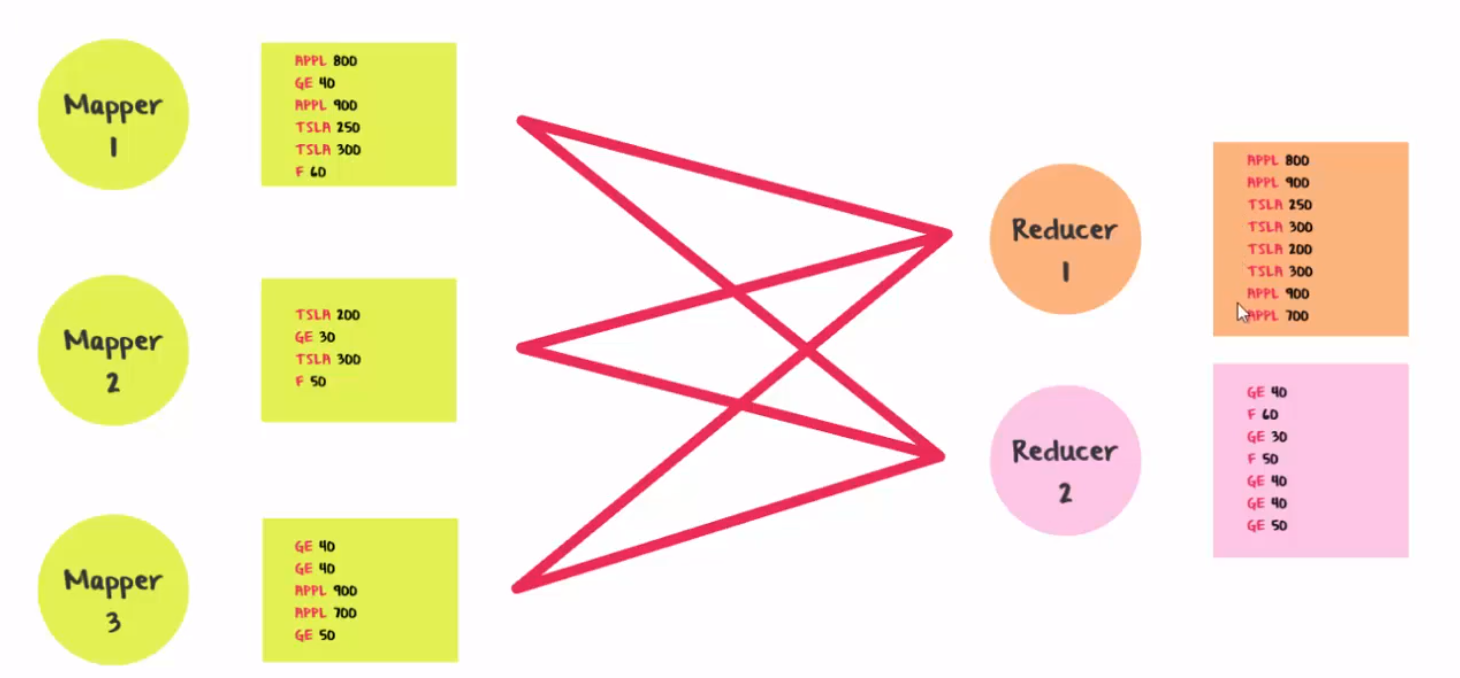 Mapper
1
APPL 800
GE 40
APPL 900
TSLA 250
TSLA 300
F 60
Mapper
2
TSLA 200
GE 30
TSLA 300
F 50
Mapper
3
GE 40
GE 40
APPL 900
APPL 700
GE 50
Reducer
1
APPL 800
APPL 900
TSLA 250
TSLA 300
TSLA 200
TSLA 300
APPL 900
APPL 700
Reducer
2
GE 40
F 60
GE 30
F 50
GE 40
GE 40
GE 50